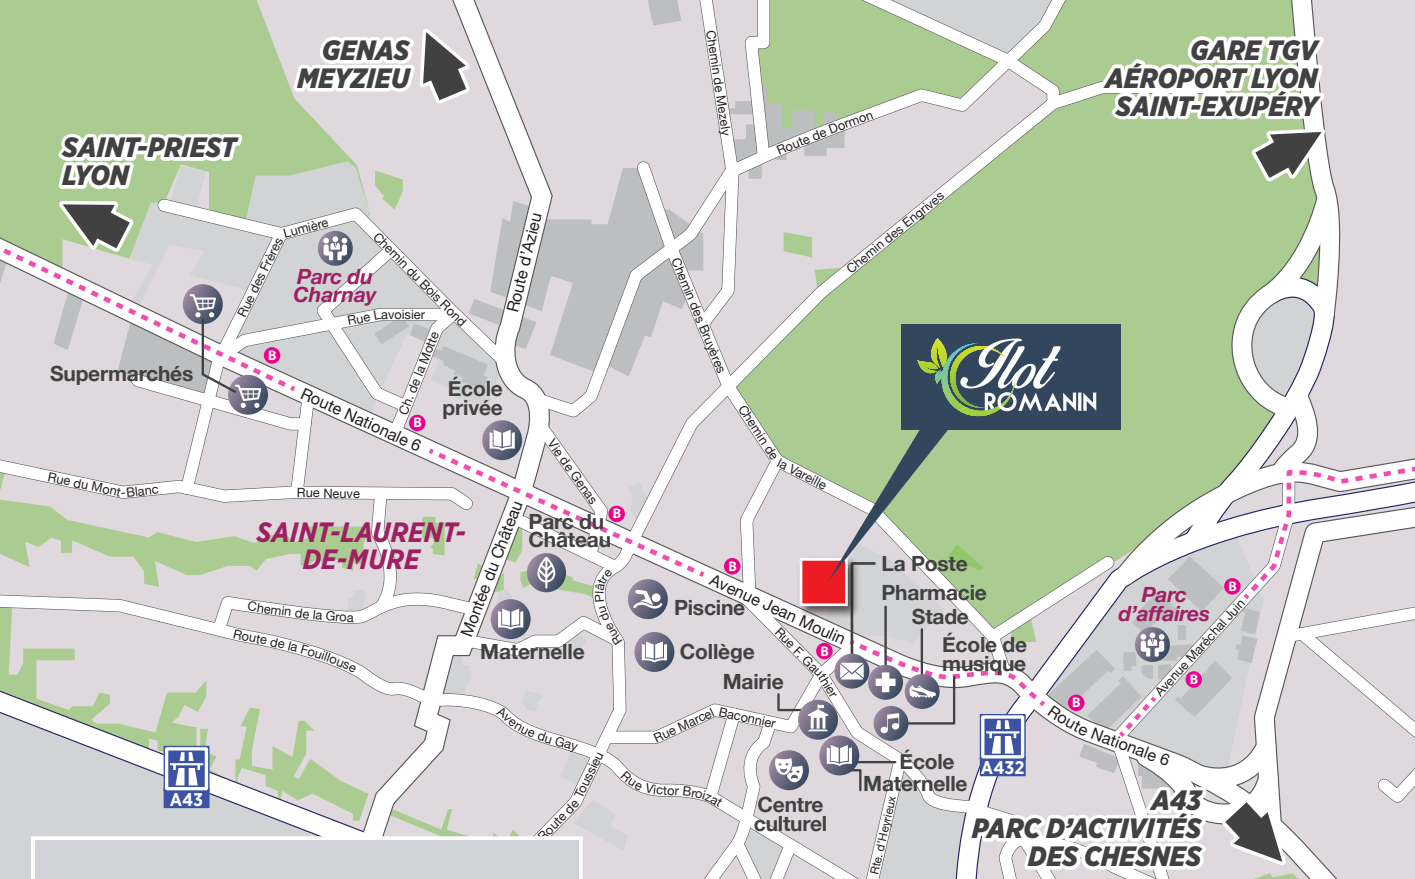 GENAS
MEYZIEU
GARE TGV
AÉROPORT LYON
SAINT-EXUPÉRY
SAINT-PRIEST
LYON
Chemin de Mezely
Route de Dormon
Chemin des Engrives
Route d'Azieu
Rue des Frères Lumière
Parc du
Charnay
Chemin du Bois Rond
Rue Lavoisier
Ch. de la Motte
Chemin des Bruyères
Supermarchés
B
B
École
privée
Ilot
ROMANIN
Route Nationale 6
Vie de Genas
Chemin de la Vareille
Rue du Mont-Blanc
Rue Neuve
SAINT-LAURENT-
DE-MURE
Montée du Château
Parc du
Château
B
B
La Poste
Pharmacie
Stade
École de
musique
Avenue Jean Moulin
Rue du Plâtre
Piscine
Collège
Maternelle
Chemin de la Groa
Route de la Fouillouse
Rue F. Gauthier
B
Mairie
Parc
d'affaires
B
B
B
Avenue Maréchal Juin
Avenue du Gay
Rue Marcel Baconnier
Route Nationale 6
A432
A43
École
Maternelle
Centre
culturel
Rue Victor Broizat
Route de Toussieu
Rte. d'Heyrieux
A43
PARC D'ACTIVITÉS
DES CHESNES